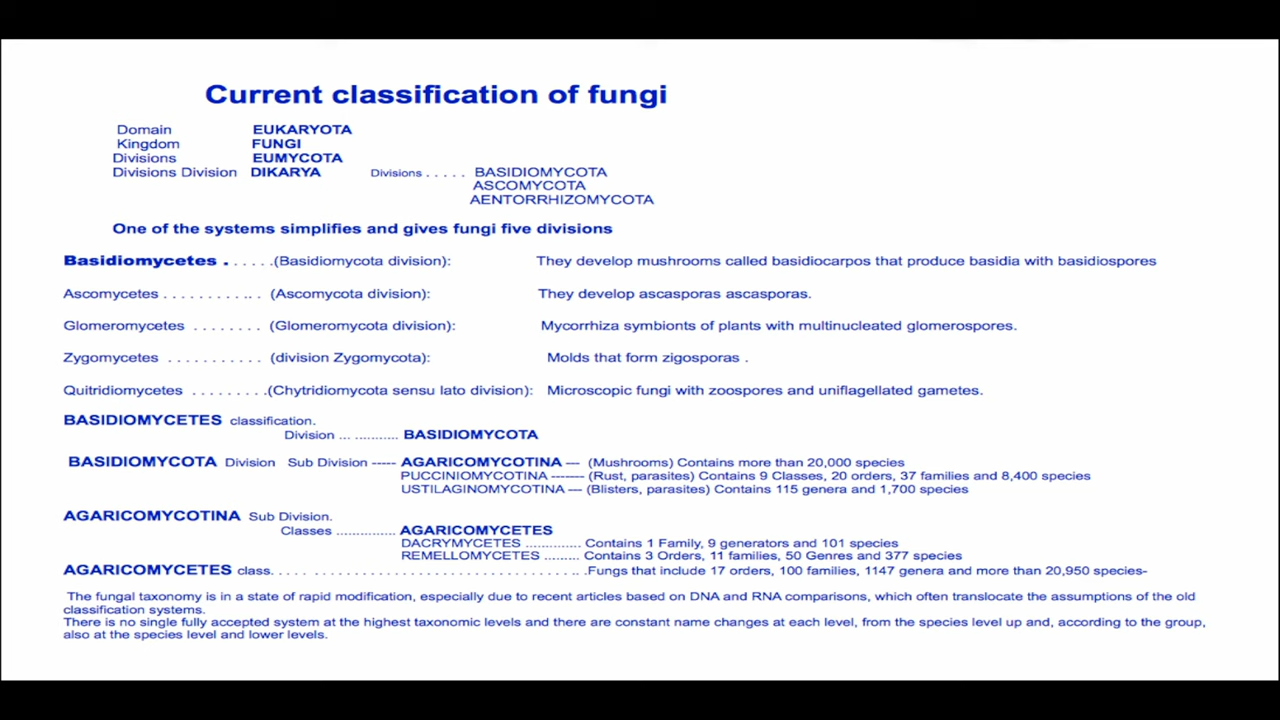 Current classification of fungi
Domain EUKARYOTA
Kingdom FUNGI
Divisions EUMYCOTA
Divisions Division DIKARYA Divisions . . . . . BASIDIOMYCOTA
ASCOMYCOTA
AENTORRHIZOMYCOTA
One of the systems simplifies and gives fungi five divisions
Basidiomycetes . . . . . .(Basidiomycota division): They develop mushrooms called basidiocarpos that produce basidia with basidiospores
Ascomycetes . . . . . . . . . .. . (Ascomycota division): They develop ascasporas ascasporas.
Glomeromycetes . . . . . . . . (Glomeromycota division): Mycorrhiza symbionts of plants with multinucleated glomerospores.
Zygomycetes . . . . . . . . . . . (division Zygomycota): Molds that form zigosporas .
Quitridiomycetes . . . . . . . . .(Chytridiomycota sensu lato division): Microscopic fungi with zoospores and uniflagellated gametes.
BASIDIOMYCETES classification.
Division ... ........... BASIDIOMYCOTA
BASIDIOMYCOTA Division Sub Division ----- AGARICOMYCOTINA --- (Mushrooms) Contains more than 20,000 species
PUCCINIOMYCOTINA ------- (Rust, parasites) Contains 9 Classes, 20 orders, 37 families and 8,400 species
USTILAGINOMYCOTINA --- (Blisters, parasites) Contains 115 genera and 1,700 species
AGARICOMYCOTINA Sub Division.
Classes .............. AGARICOMYCETES
DACRYMYCETES ............. Contains 1 Family, 9 generators and 101 species
REMELLOMYCETES ......... Contains 3 Orders, 11 families, 50 Genres and 377 species
AGARICOMYCETES class. . . . . . . . . . . . . . . . . . . . . . . . . . . . . . . . . . . .. .Fungs that include 17 orders, 100 families, 1147 genera and more than 20,950 species-
The fungal taxonomy is in a state of rapid modification, especially due to recent articles based on DNA and RNA comparisons, which often translocate the assumptions of the old
classification systems.
There is no single fully accepted system at the highest taxonomic levels and there are constant name changes at each level, from the species level up and, according to the group,
also at the species level and lower levels.